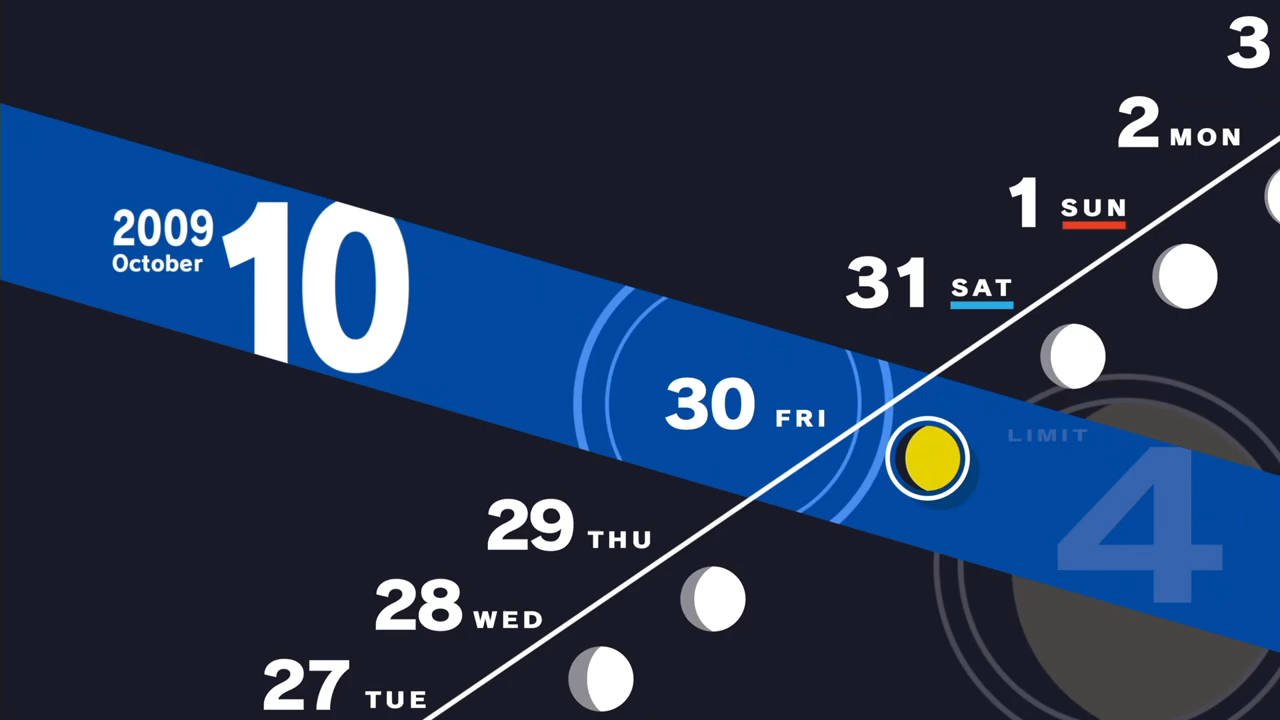 3
2 MON
1 SUN
31 SAT
2009
October
10
30 FRI
LIMIT
4
29 THU
28 WED
27 TUE